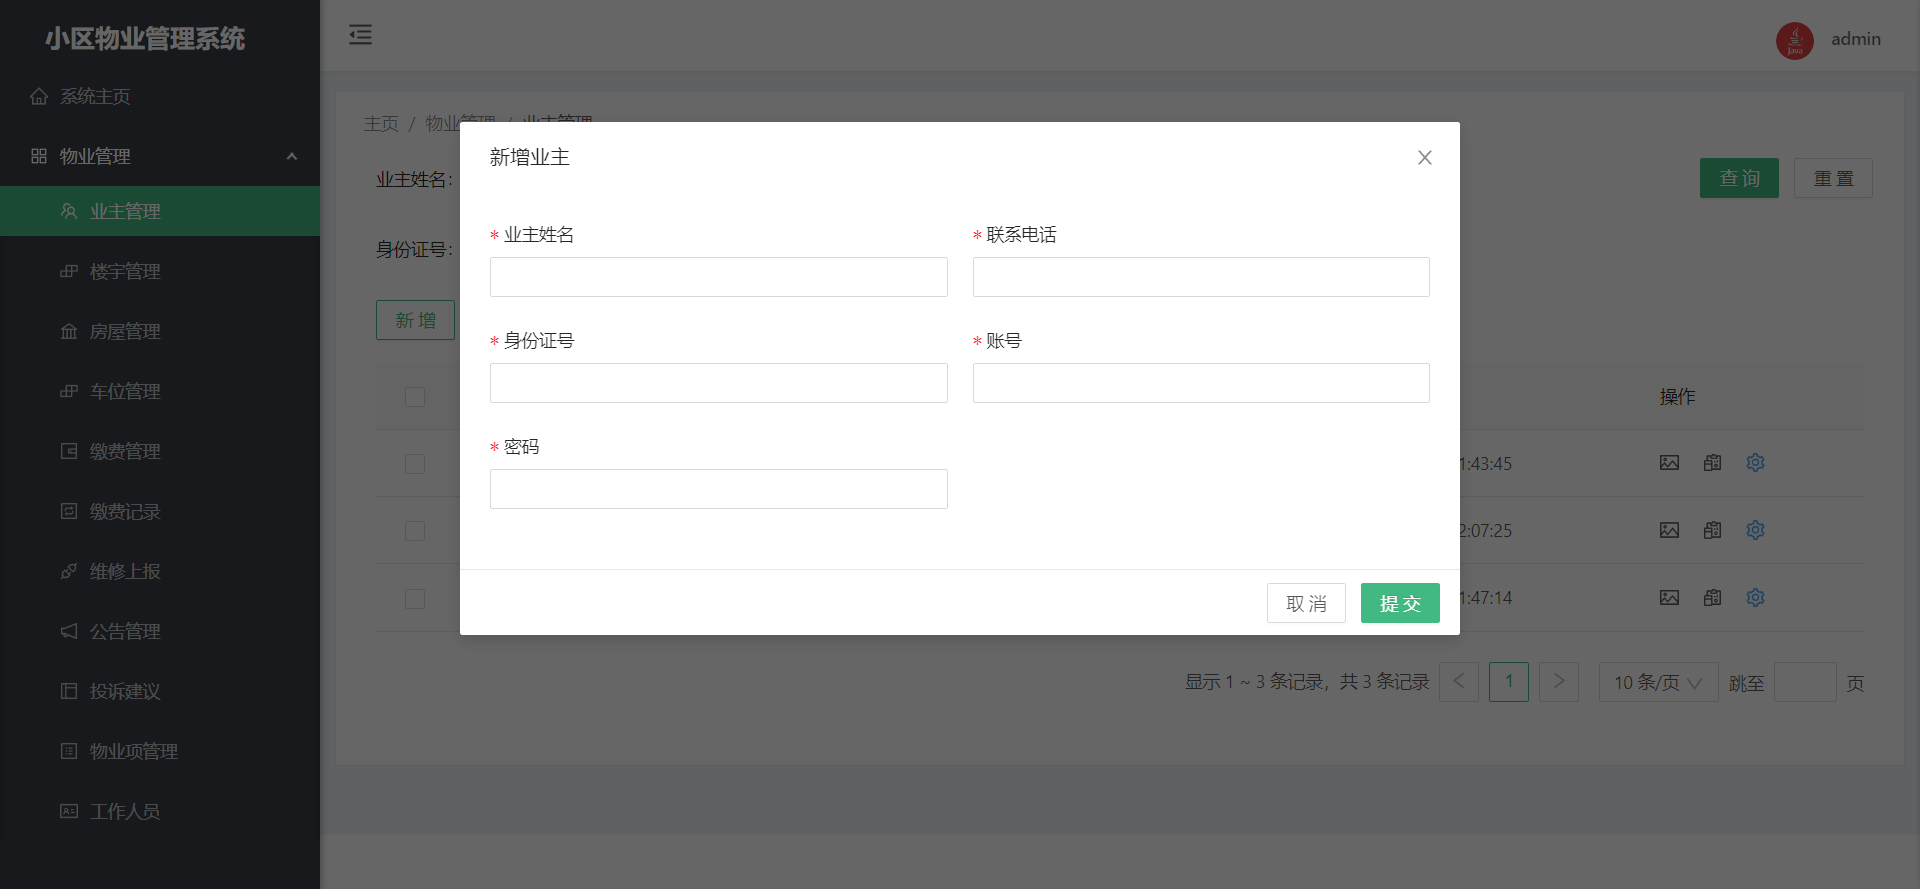 小区物业管理系统
admin
系统主页
物业管理
业主管理
楼宇管理
房屋管理
车位管理
缴费管理
缴费记录
维修上报
公告管理
投诉建议
物业项管理
工作人员
主页 / 物业管理 / 业主管理
业主姓名:
查 询
重 置
身份证号:
新 增
新增业主
* 业主姓名
* 联系电话
* 身份证号
* 账号
* 密码
取 消
提 交
操作
1:43:45
2:07:25
1:47:14
显示 1 ~ 3 条记录，共 3 条记录
1
10 条/页
跳至
页